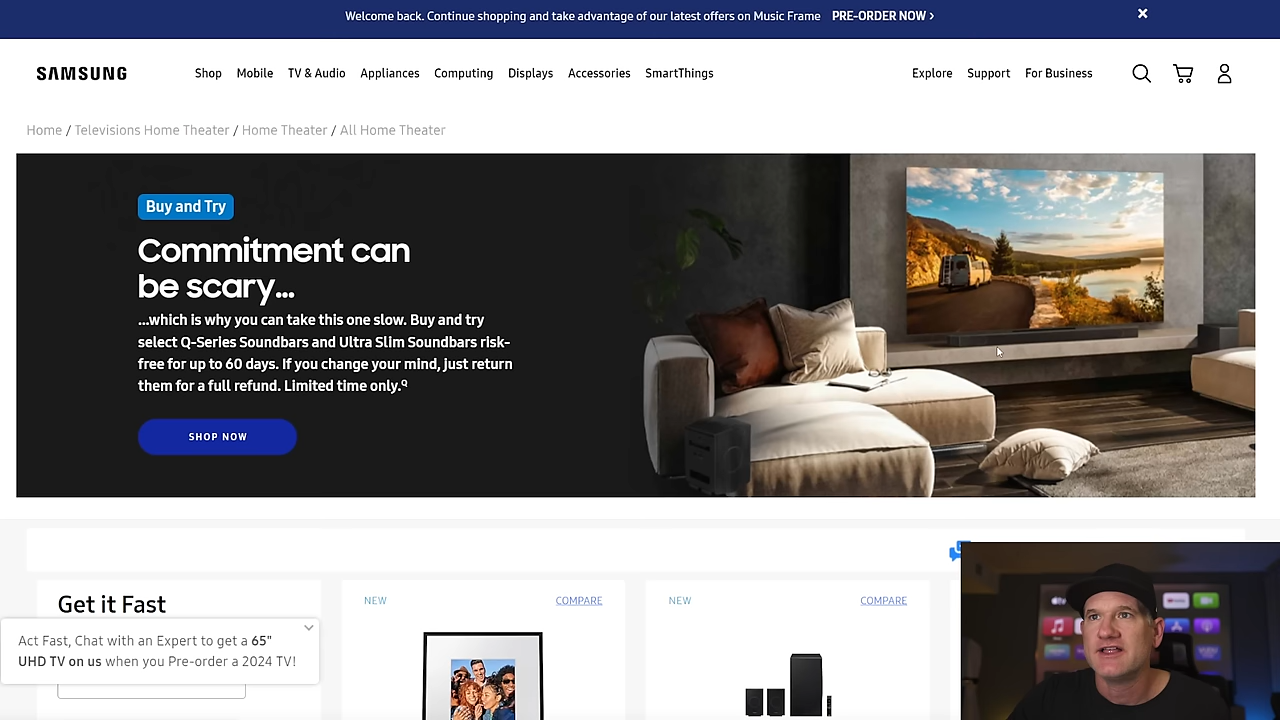 Welcome back. Continue shopping and take advantage of our latest offers on Music Frame PRE-ORDER NOW ›
SAMSUNG
Shop Mobile TV & Audio Appliances Computing Displays Accessories SmartThings Explore Support For Business
Home / Televisions Home Theater / Home Theater / All Home Theater
Buy and Try
Commitment can
be scary...
...which is why you can take this one slow. Buy and try
select Q-Series Soundbars and Ultra Slim Soundbars risk-
free for up to 60 days. If you change your mind, just return
them for a full refund. Limited time only.Ω
SHOP NOW
Get it Fast
NEW COMPARE
NEW COMPARE
Act Fast, Chat with an Expert to get a 65"
UHD TV on us when you Pre-order a 2024 TV!